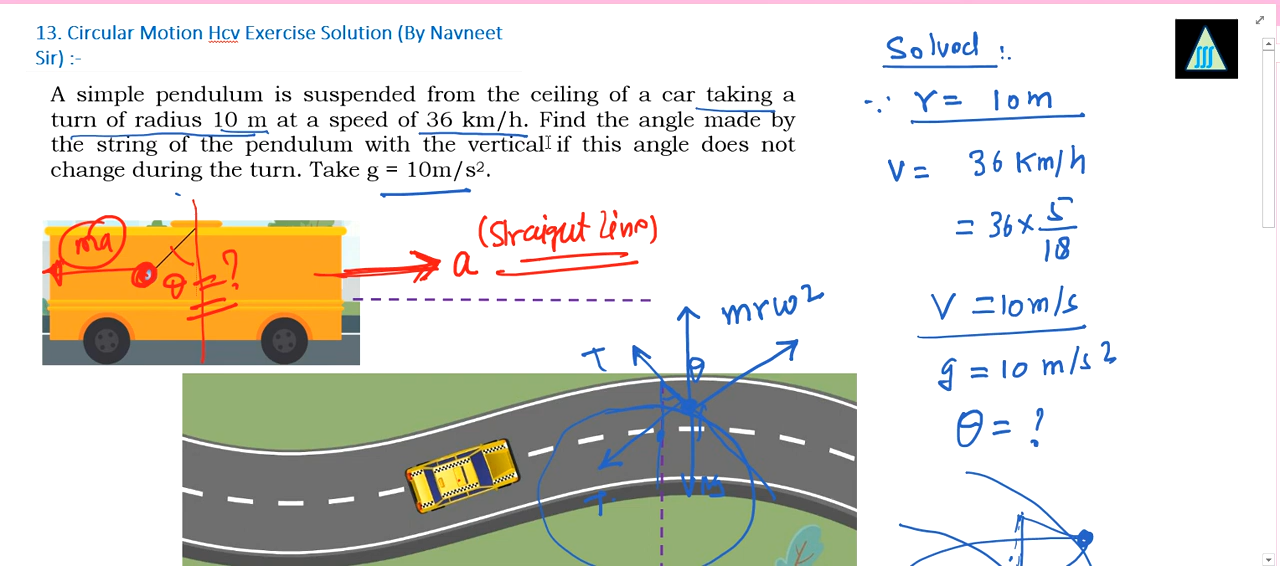 13. Circular Motion Hcv Exercise Solution (By Navneet
Sir) :-
A simple pendulum is suspended from the ceiling of a car taking a
turn of radius 10 m at a speed of 36 km/h. Find the angle made by
the string of the pendulum with the vertical if this angle does not
change during the turn. Take g = 10m/s².
Solved :.
∵ r = 10m
v = 36 Km/h
= 36 × 5/18
V = 10 m/s
g = 10 m/s²
θ = ?
ma
θ = ?
(Straight line)
a
mrω²
T
θ
T